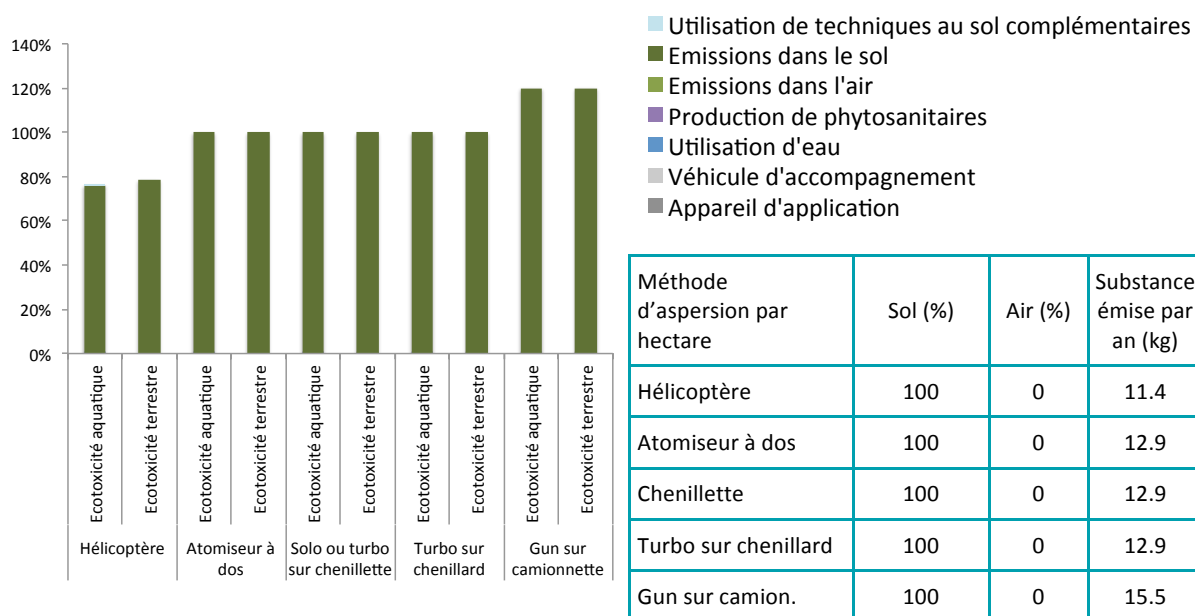 140%
120%
100%
80%
60%
40%
20%
0%
Ecotoxicité aquatique
Ecotoxicité terrestre
Ecotoxicité aquatique
Ecotoxicité terrestre
Ecotoxicité aquatique
Ecotoxicité terrestre
Ecotoxicité aquatique
Ecotoxicité terrestre
Ecotoxicité aquatique
Ecotoxicité terrestre
Hélicoptère
Atomiseur à
dos
Solo ou turbo
sur chenillette
Turbo sur
chenillard
Gun sur
camionnette
Utilisation de techniques au sol complémentaires
Emissions dans le sol
Emissions dans l'air
Production de phytosanitaires
Utilisation d'eau
Véhicule d'accompagnement
Appareil d'application
Méthode
d’aspersion par
hectare
Sol (%)
Air (%)
Substance
émise par
an (kg)
Hélicoptère 100 0 11.4
Atomiseur à dos 100 0 12.9
Chenillette 100 0 12.9
Turbo sur chenillard 100 0 12.9
Gun sur camion. 100 0 15.5